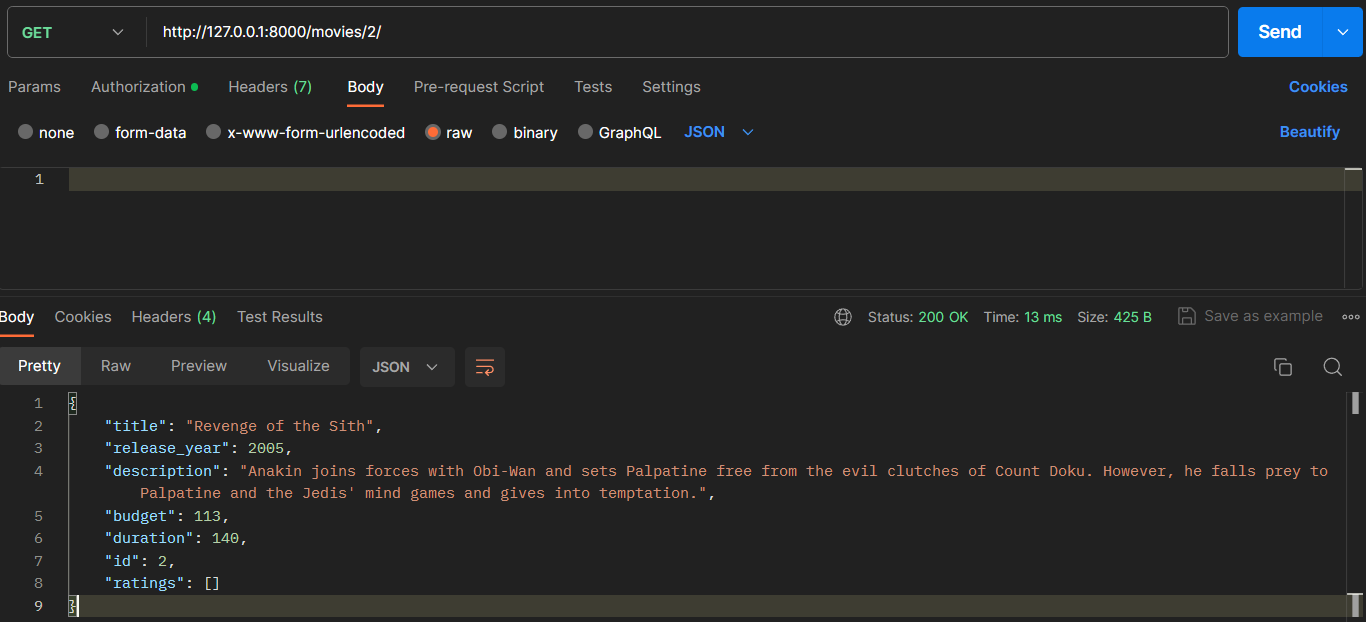 GET http://127.0.0.1:8000/movies/2/ Send
Params Authorization Headers (7) Body Pre-request Script Tests Settings Cookies
none form-data x-www-form-urlencoded raw binary GraphQL JSON Beautify
1
Body Cookies Headers (4) Test Results Status: 200 OK Time: 13 ms Size: 425 B Save as example
Pretty Raw Preview Visualize JSON
1 {
2 "title": "Revenge of the Sith",
3 "release_year": 2005,
4 "description": "Anakin joins forces with Obi-Wan and sets Palpatine free from the evil clutches of Count Doku. However, he falls prey to
Palpatine and the Jedis' mind games and gives into temptation.",
5 "budget": 113,
6 "duration": 140,
7 "id": 2,
8 "ratings": []
9 }